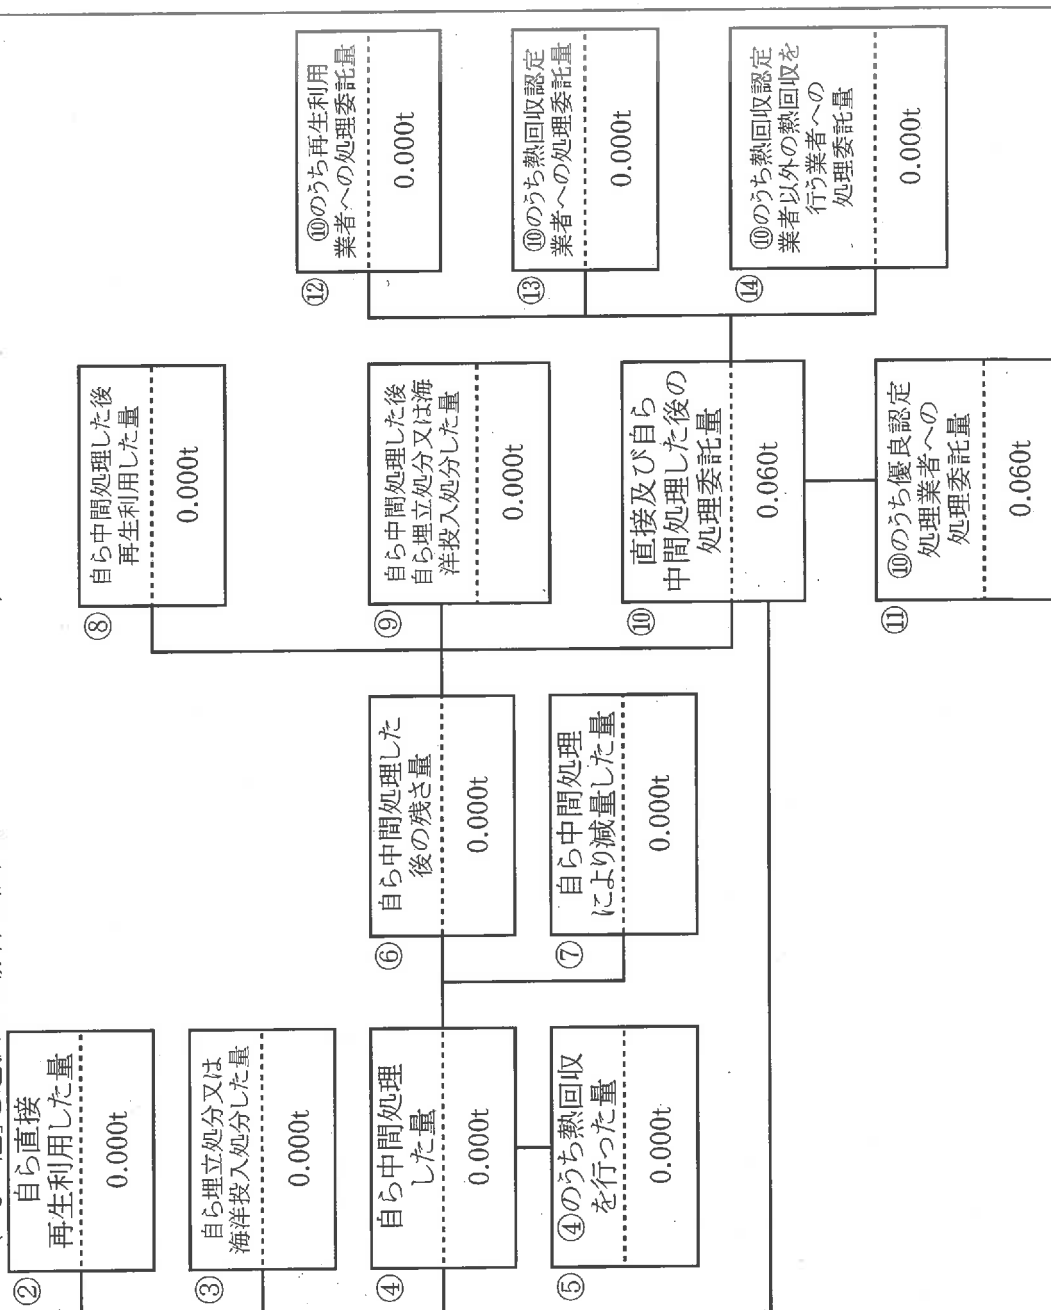 ②
自ら直接
再生利用した量
0.000t
③
自ら埋立処分又は
海洋投入処分した量
0.000t
④
自ら中間処理
した量
0.000t
⑤
④のうち熱回収
を行った量
0.000t
⑥
自ら中間処理した
後の残さ量
0.000t
⑦
自ら中間処理
により減量した量
0.000t
⑧
自ら中間処理した後
再生利用した量
0.000t
⑨
自ら中間処理した後
自ら埋立処分又は海
洋投入処分した量
0.000t
⑩
直接及び自ら
中間処理した後の
処理委託量
0.060t
⑪
⑩のうち優良認定
処理業者への
処理委託量
0.060t
⑫
⑩のうち再生利用
業者への処理委託量
0.000t
⑬
⑩のうち熱回収認定
業者への処理委託量
0.000t
⑭
⑩のうち熱回収認定
業者以外の熱回収を
行う業者への
処理委託量
0.000t